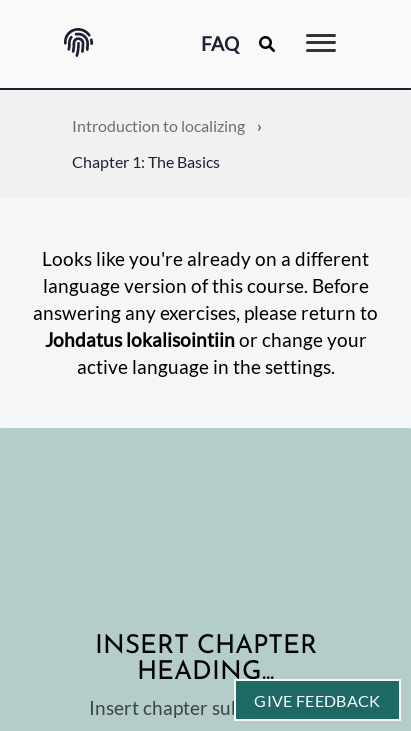 FAQ
Introduction to localizing ›
Chapter 1: The Basics
Looks like you're already on a different
language version of this course. Before
answering any exercises, please return to
Johdatus lokalisointiin or change your
active language in the settings.
INSERT CHAPTER
HEADING...
Insert chapter
GIVE FEEDBACK